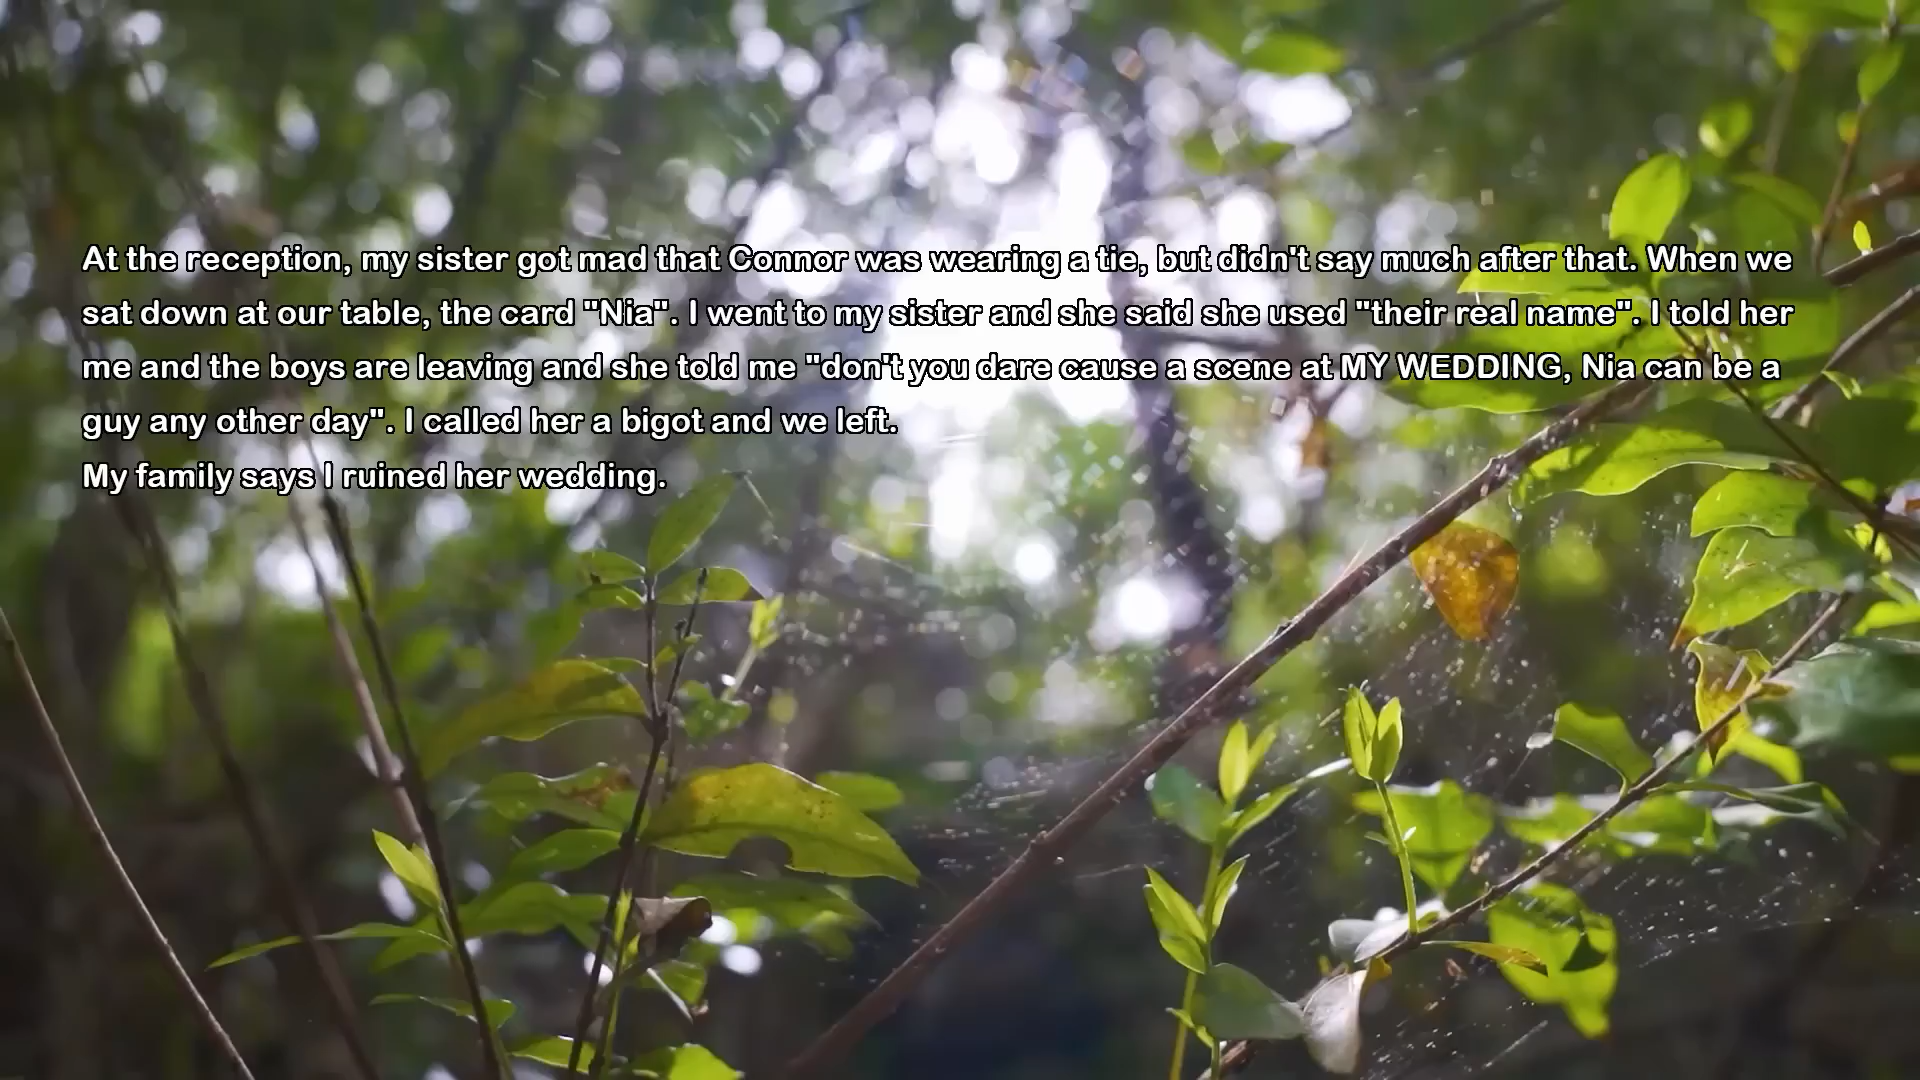 At the reception, my sister got mad that Connor was wearing a tie, but didn't say much after that. When we
sat down at our table, the card "Nia". I went to my sister and she said she used "their real name". I told her
me and the boys are leaving and she told me "don't you dare cause a scene at MY WEDDING, Nia can be a
guy any other day". I called her a bigot and we left.
My family says I ruined her wedding.